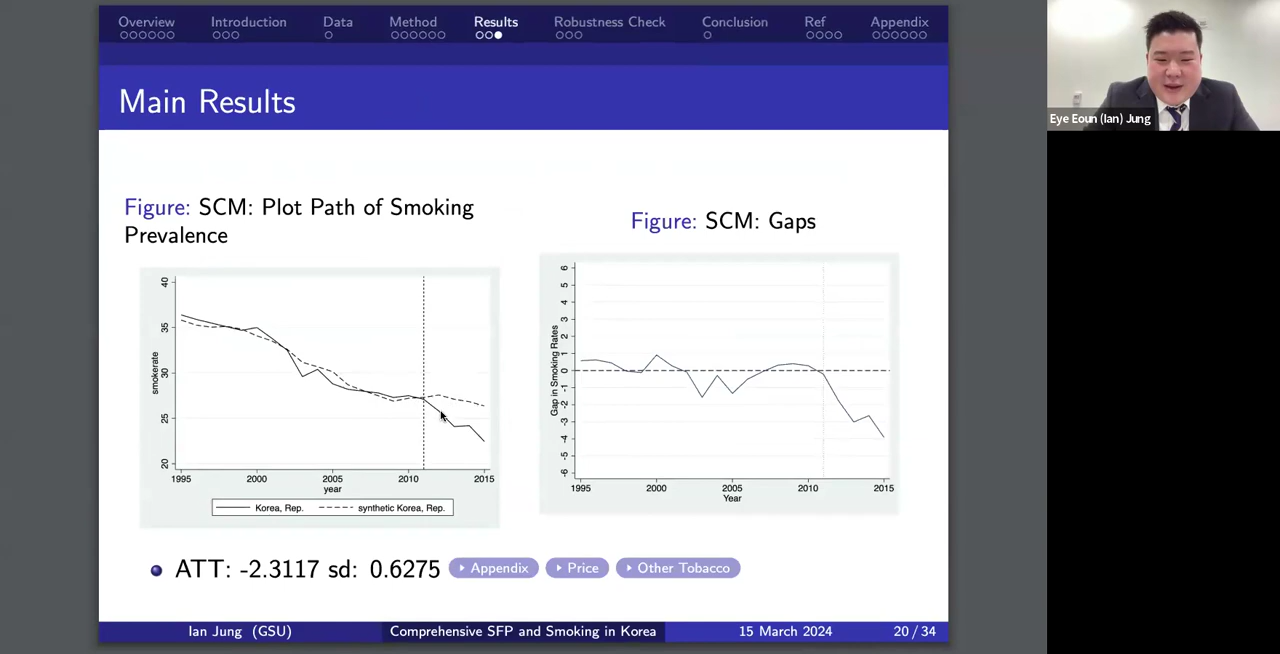 Overview Introduction Data Method Results Robustness Check Conclusion Ref Appendix
Main Results
Eye Eoun (Ian) Jung
Figure: SCM: Plot Path of Smoking
Prevalence
40
35
30
25
20
smokerate
1995 2000 2005 2010 2015
year
Korea, Rep. synthetic Korea, Rep.
Figure: SCM: Gaps
6
5
4
3
2
1
0
-1
-2
-3
-4
-5
-6
Gap in Smoking Rates
1995 2000 2005 2010 2015
Year
ATT: -2.3117 sd: 0.6275 Appendix Price Other Tobacco
Ian Jung (GSU) Comprehensive SFP and Smoking in Korea 15 March 2024 20 / 34